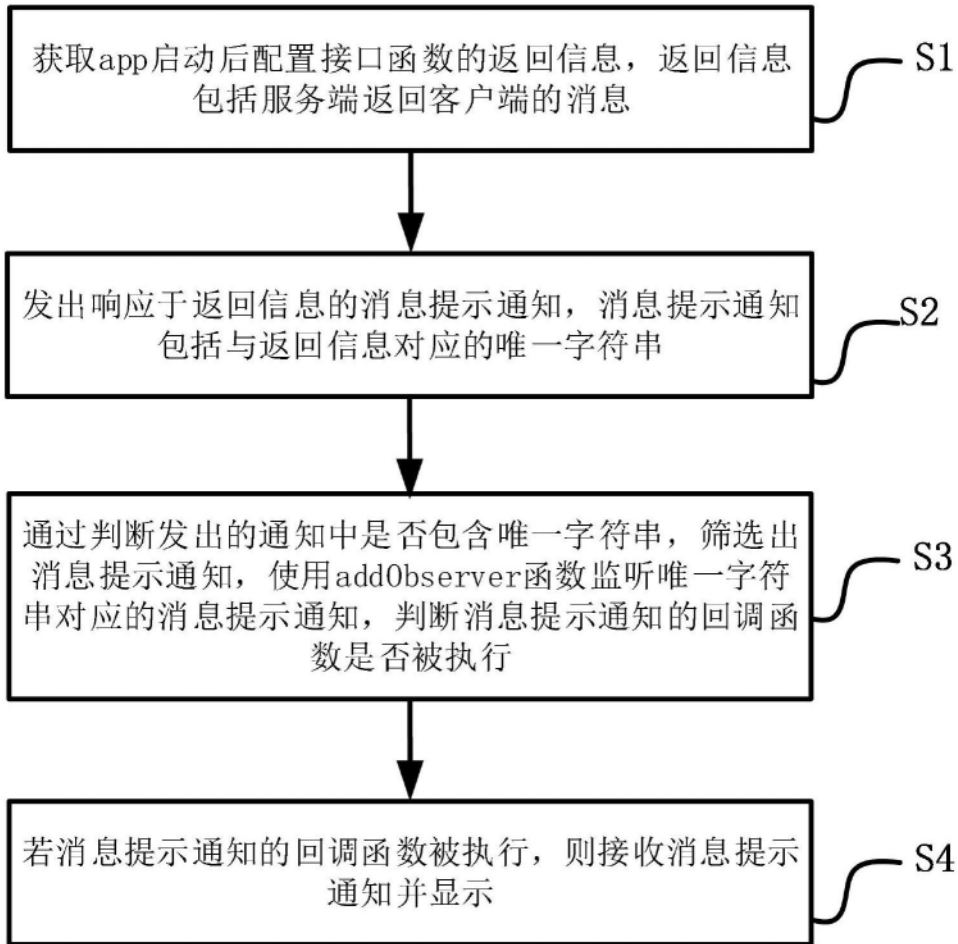 获取app启动后配置接口函数的返回信息，返回信息
包括服务端返回客户端的消息
S1
发出响应于返回信息的消息提示通知，消息提示通知
包括与返回信息对应的唯一字符串
S2
通过判断发出的通知中是否包含唯一字符串，筛选出
消息提示通知，使用addObserver函数监听唯一字符
串对应的消息提示通知，判断消息提示通知的回调函
数是否被执行
S3
若消息提示通知的回调函数被执行，则接收消息提示
通知并显示
S4